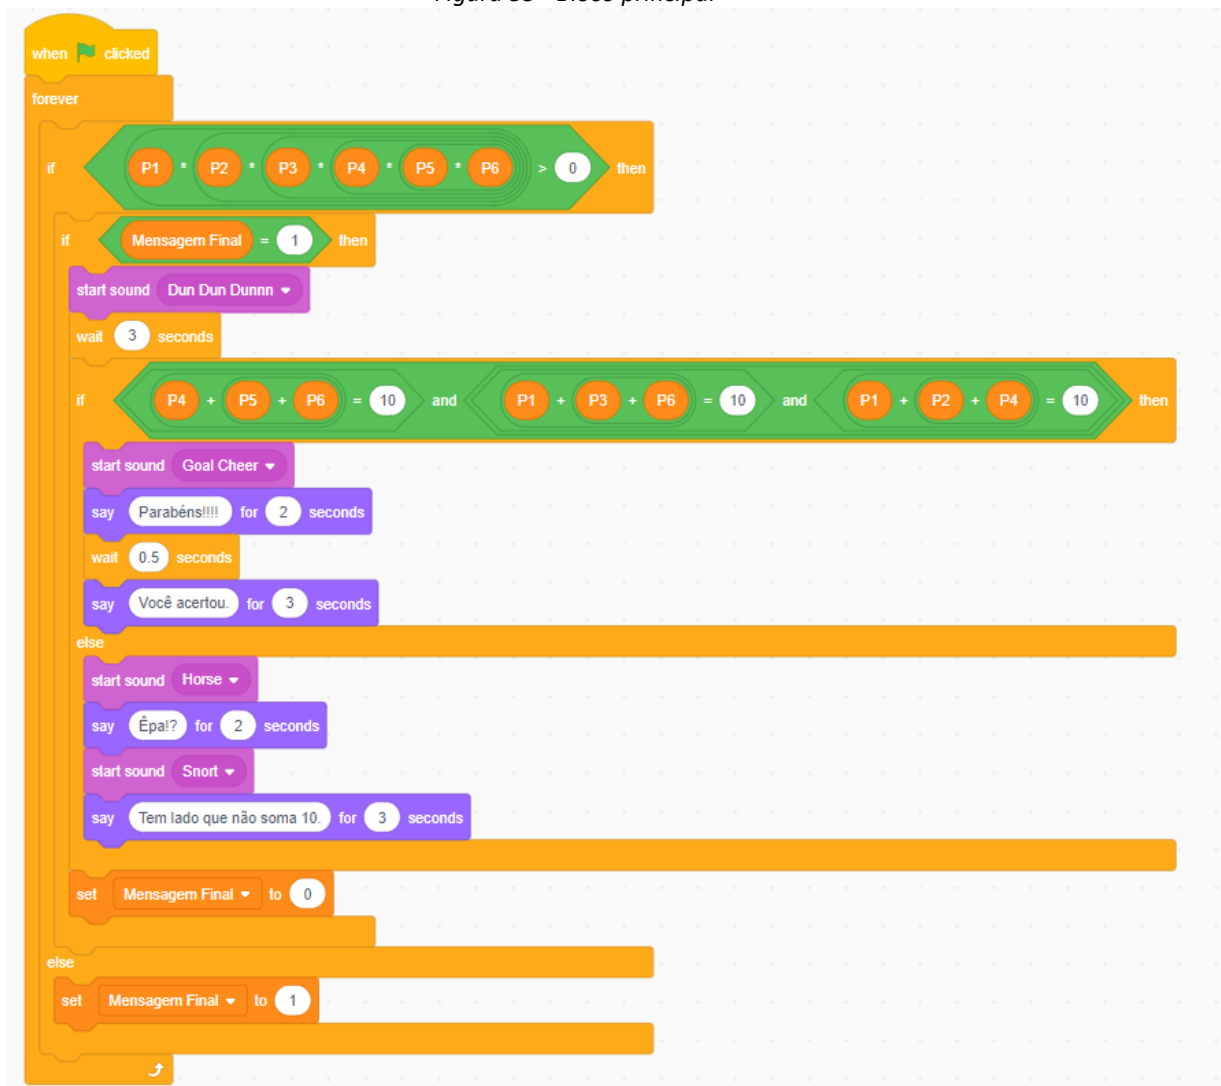 Figura 33 - Bloco principal
when clicked
forever
if P1 * P2 * P3 * P4 * P5 * P6 > 0 then
if Mensagem Final = 1 then
start sound Dun Dun Dunnn
wait 3 seconds
if P4 + P5 + P6 = 10 and P1 + P3 + P6 = 10 and P1 + P2 + P4 = 10 then
start sound Goal Cheer
say Parabéns!!!! for 2 seconds
wait 0.5 seconds
say Você acertou. for 3 seconds
else
start sound Horse
say Êpa!? for 2 seconds
start sound Snort
say Tem lado que não soma 10. for 3 seconds
set Mensagem Final to 0
else
set Mensagem Final to 1